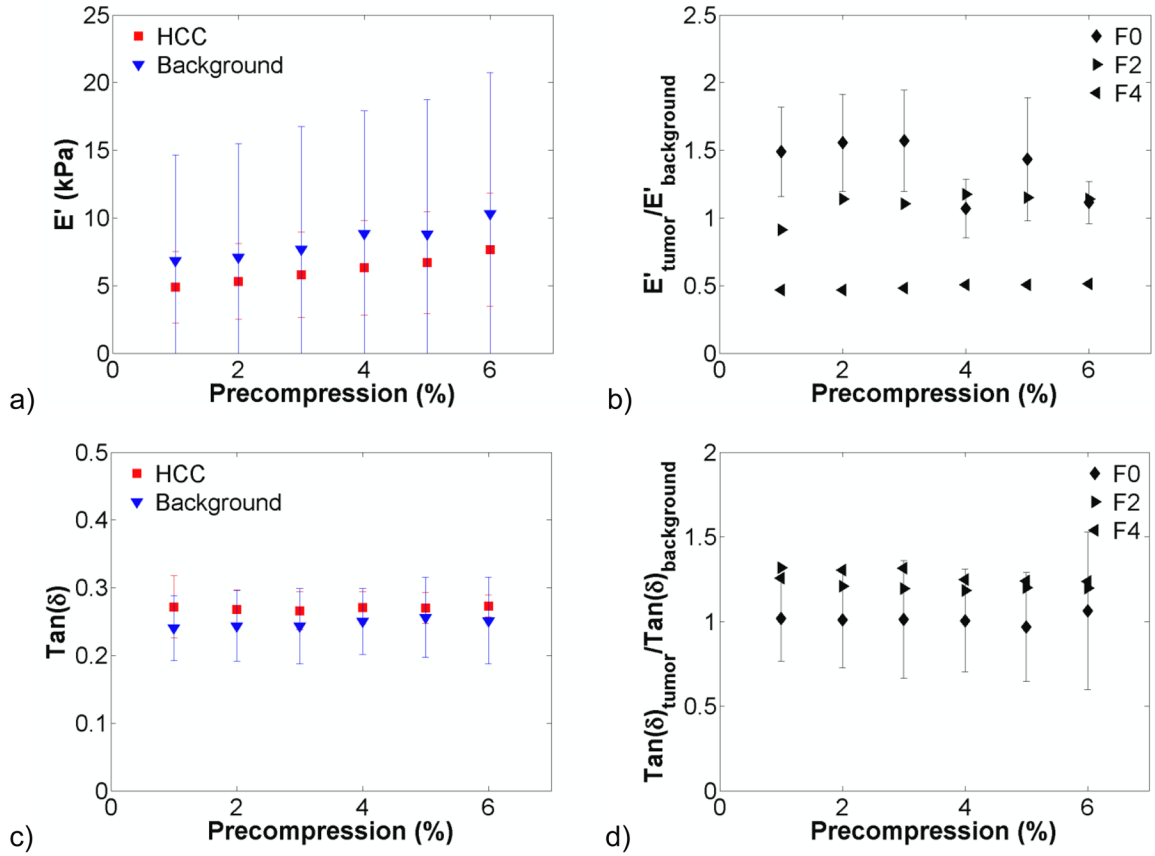 25
20
15
10
5
0
0
2
4
6
E' (kPa)
HCC
Background
Precompression (%)
a)
2
1.5
1
0.5
0
0
2
4
6
E'tumor/E'background
F0
F2
F4
Precompression (%)
b)
0.5
0.4
0.3
0.2
0.1
0
0
2
4
6
Tan(δ)
HCC
Background
Precompression (%)
c)
2
1.5
1
0.5
0
0
2
4
6
Tan(δ)tumor/Tan(δ)background
F0
F2
F4
Precompression (%)
d)